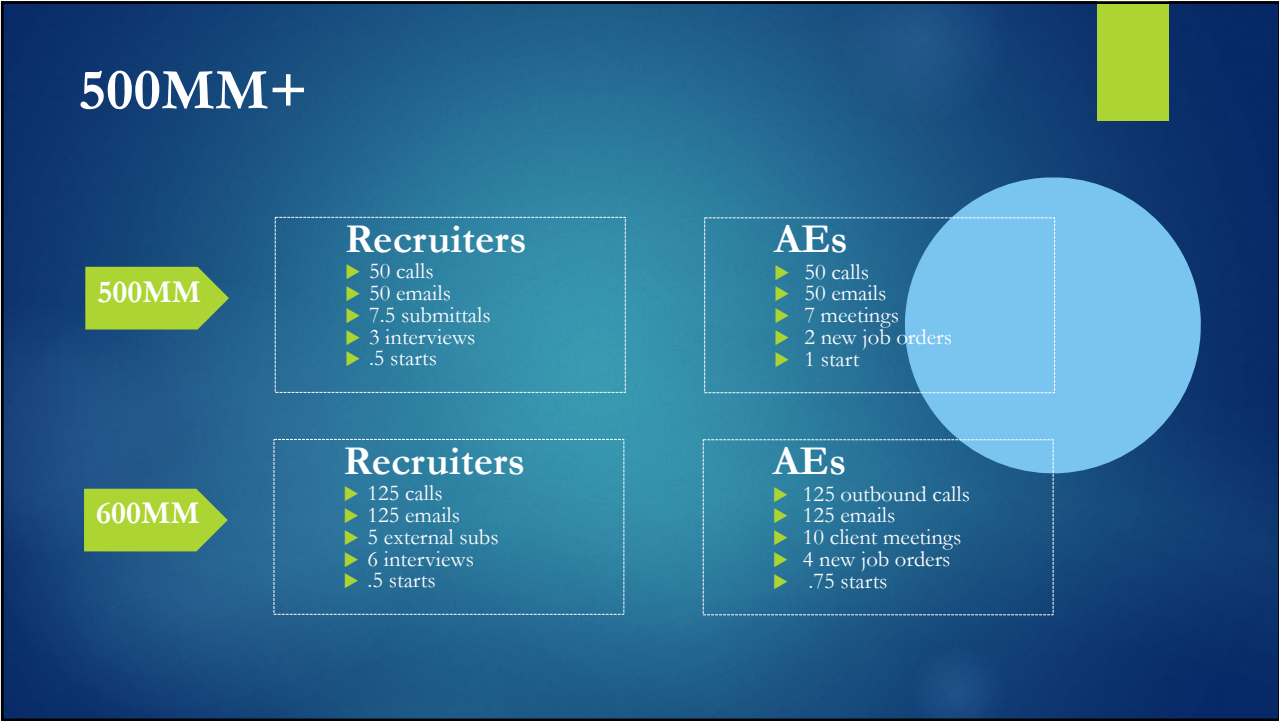 500MM+
500MM
Recruiters
50 calls
50 emails
7.5 submittals
3 interviews
.5 starts
AEs
50 calls
50 emails
7 meetings
2 new job orders
1 start
600MM
Recruiters
125 calls
125 emails
5 external subs
6 interviews
.5 starts
AEs
125 outbound calls
125 emails
10 client meetings
4 new job orders
.75 starts